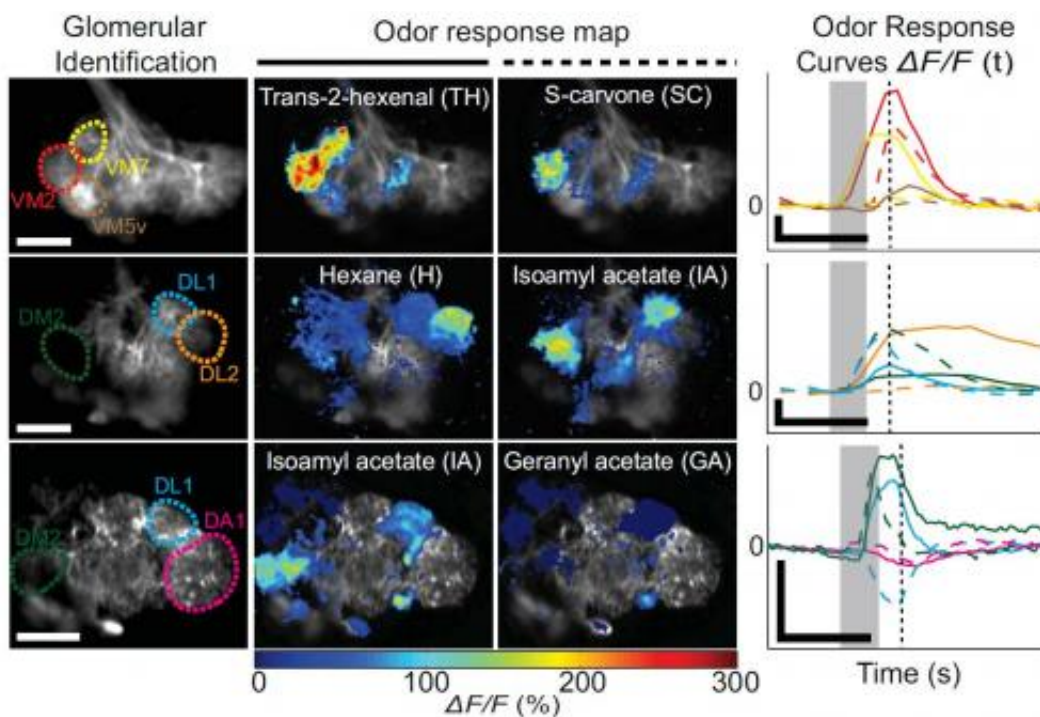 Glomerular
Identification
Odor response map
Odor Response
Curves ΔF/F (t)
Trans-2-hexenal (TH)
S-carvone (SC)
VM7
VM2
VM5v
0
Hexane (H)
Isoamyl acetate (IA)
DL1
DM2
DL2
0
Isoamyl acetate (IA)
Geranyl acetate (GA)
DL1
DM2
DA1
0
0 100 200 300
ΔF/F (%)
Time (s)